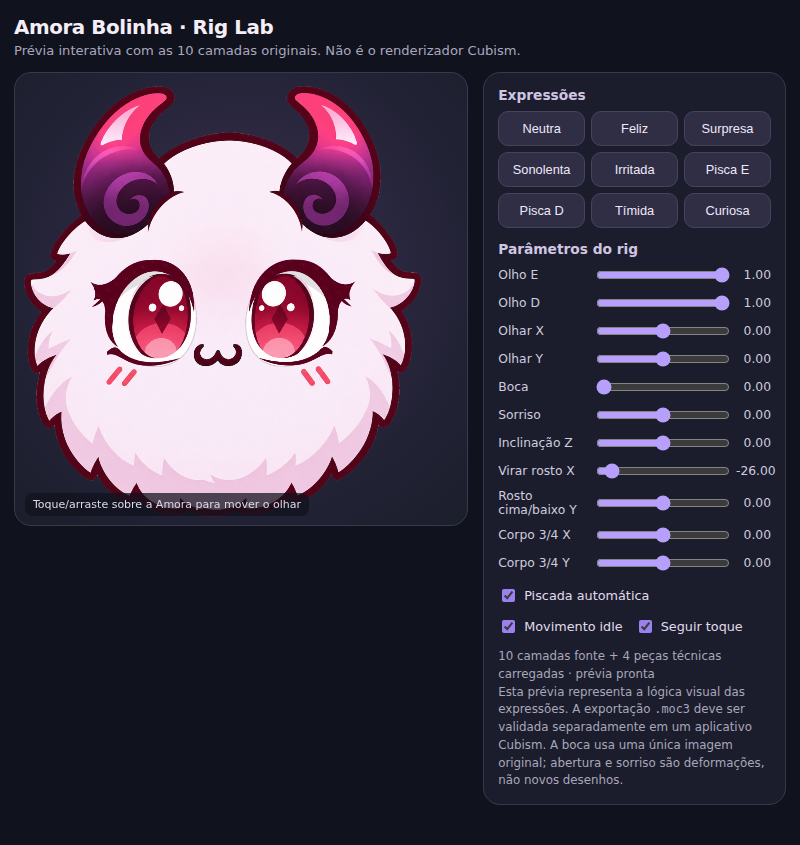 Amora Bolinha · Rig Lab
Prévia interativa com as 10 camadas originais. Não é o renderizador Cubism.
Toque/arraste sobre a Amora para mover o olhar
Expressões
Neutra Feliz Surpresa
Sonolenta Irritada Pisca E
Pisca D Tímida Curiosa
Parâmetros do rig
Olho E 1.00
Olho D 1.00
Olhar X 0.00
Olhar Y 0.00
Boca 0.00
Sorriso 0.00
Inclinação Z 0.00
Virar rosto X -26.00
Rosto
cima/baixo Y 0.00
Corpo 3/4 X 0.00
Corpo 3/4 Y 0.00
Piscada automática
Movimento idle Seguir toque
10 camadas fonte + 4 peças técnicas
carregadas · prévia pronta
Esta prévia representa a lógica visual das
expressões. A exportação .moc3 deve ser
validada separadamente em um aplicativo
Cubism. A boca usa uma única imagem
original; abertura e sorriso são deformações,
não novos desenhos.